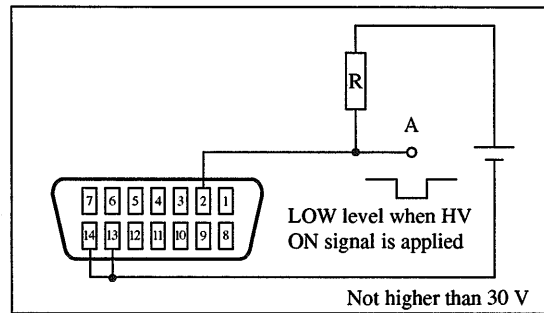 R
A
7 6 5 4 3 2 1
14 13 12 11 10 9 8
LOW level when HV
ON signal is applied
Not higher than 30 V